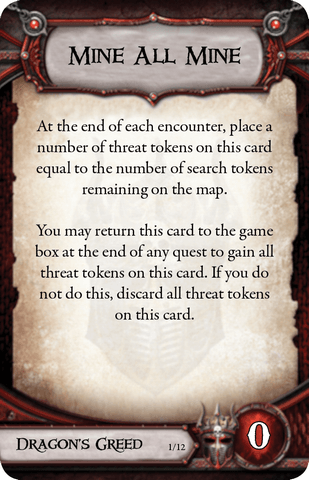 Mine All Mine
At the end of each encounter, place a
number of threat tokens on this card
equal to the number of search tokens
remaining on the map.
You may return this card to the game
box at the end of any quest to gain all
threat tokens on this card. If you do
not do this, discard all threat tokens
on this card.
Dragon's Greed 1/12 0